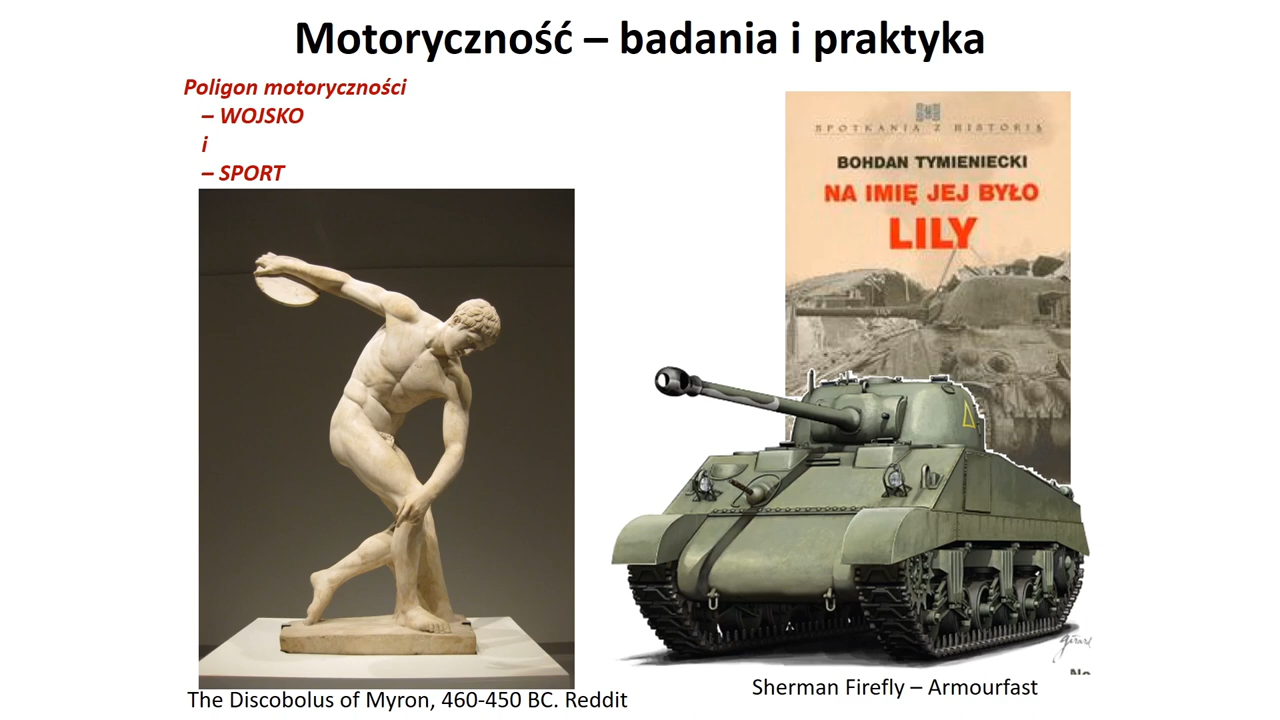 Motoryczność – badania i praktyka
Poligon motoryczności
– WOJSKO
i
– SPORT
SPOTKANIA Z HISTORIĄ
BOHDAN TYMIENIECKI
NA IMIĘ JEJ BYŁO
LILY
The Discobolus of Myron, 460-450 BC. Reddit
Sherman Firefly – Armourfast